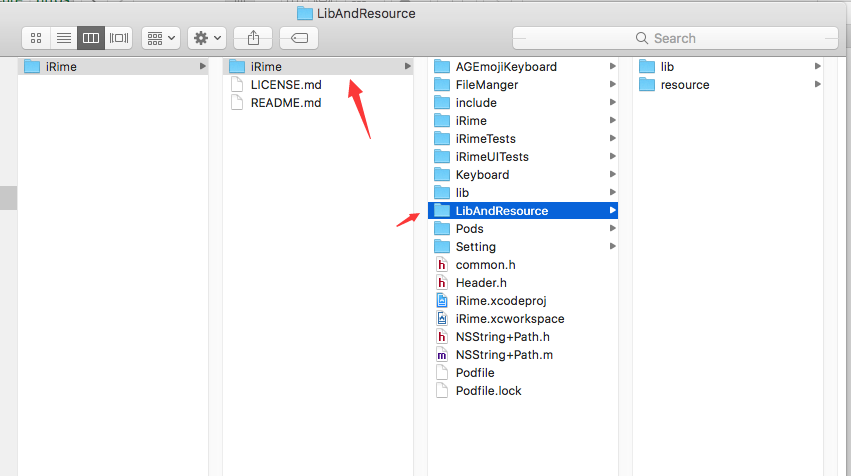 LibAndResource
Search
iRime
iRime
LICENSE.md
README.md
AGEmojiKeyboard
FileManger
include
iRime
iRimeTests
iRimeUITests
Keyboard
lib
LibAndResource
Pods
Setting
common.h
Header.h
iRime.xcodeproj
iRime.xcworkspace
NSString+Path.h
NSString+Path.m
Podfile
Podfile.lock
lib
resource